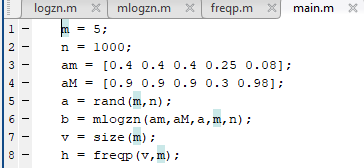 logzn.m mlogzn.m freqp.m main.m
1 - m = 5;
2 - n = 1000;
3 - am = [0.4 0.4 0.4 0.25 0.08];
4 - aM = [0.9 0.9 0.9 0.3 0.98];
5 - a = rand(m,n);
6 - b = mlogzn(am,aM,a,m,n);
7 - v = size(m);
8 - h = freqp(v,m);